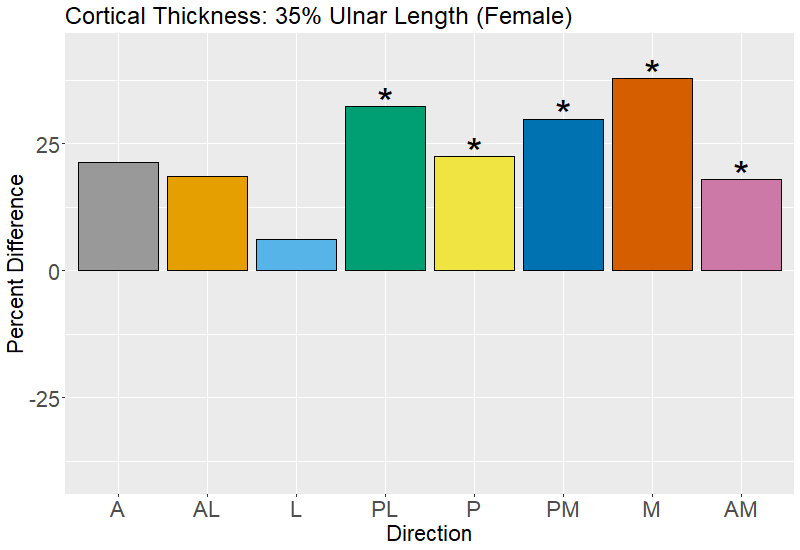 Cortical Thickness: 35% Ulnar Length (Female)
Percent Difference
25
0
-25
* * * * *
A AL L PL P PM M AM
Direction